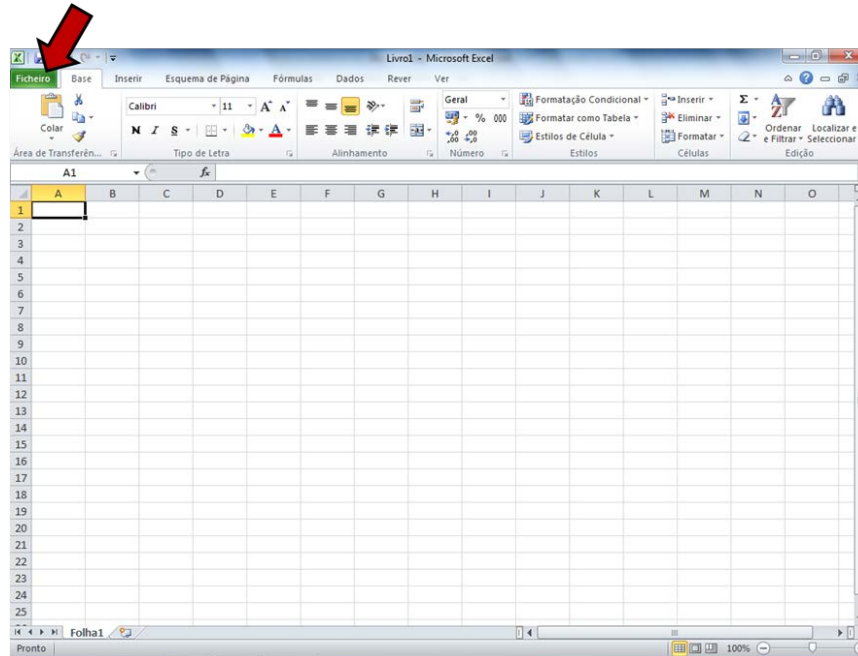 Livro1 - Microsoft Excel
Ficheiro Base Inserir Esquema de Página Fórmulas Dados Rever Ver
Calibri 11 A A Geral Formatação Condicional Inserir Σ
% 000 Formatar como Tabela Eliminar
Colar N I S A Estilos de Célula Formatar Ordenar e Filtrar Localizar e Seleccionar
Área de Transferên... Tipo de Letra Alinhamento Número Estilos Células Edição
A1 fx
A B C D E F G H I J K L M N O
1
2
3
4
5
6
7
8
9
10
11
12
13
14
15
16
17
18
19
20
21
22
23
24
25
Folha1
Pronto 100%